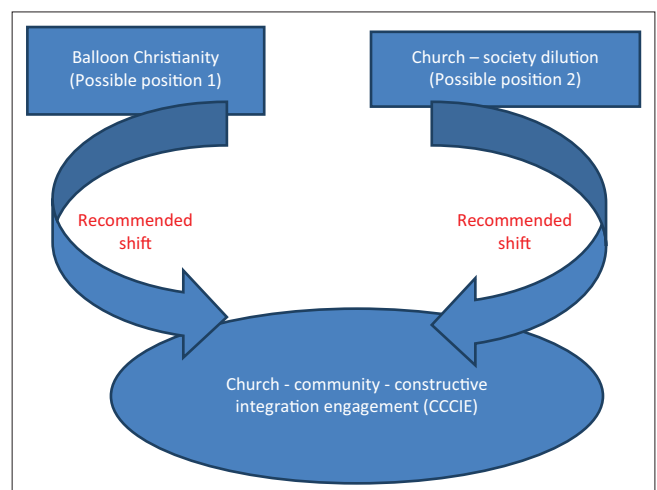 Balloon Christianity
(Possible position 1)
Church – society dilution
(Possible position 2)
Recommended
shift
Recommended
shift
Church - community - constructive
integration engagement (CCCIE)